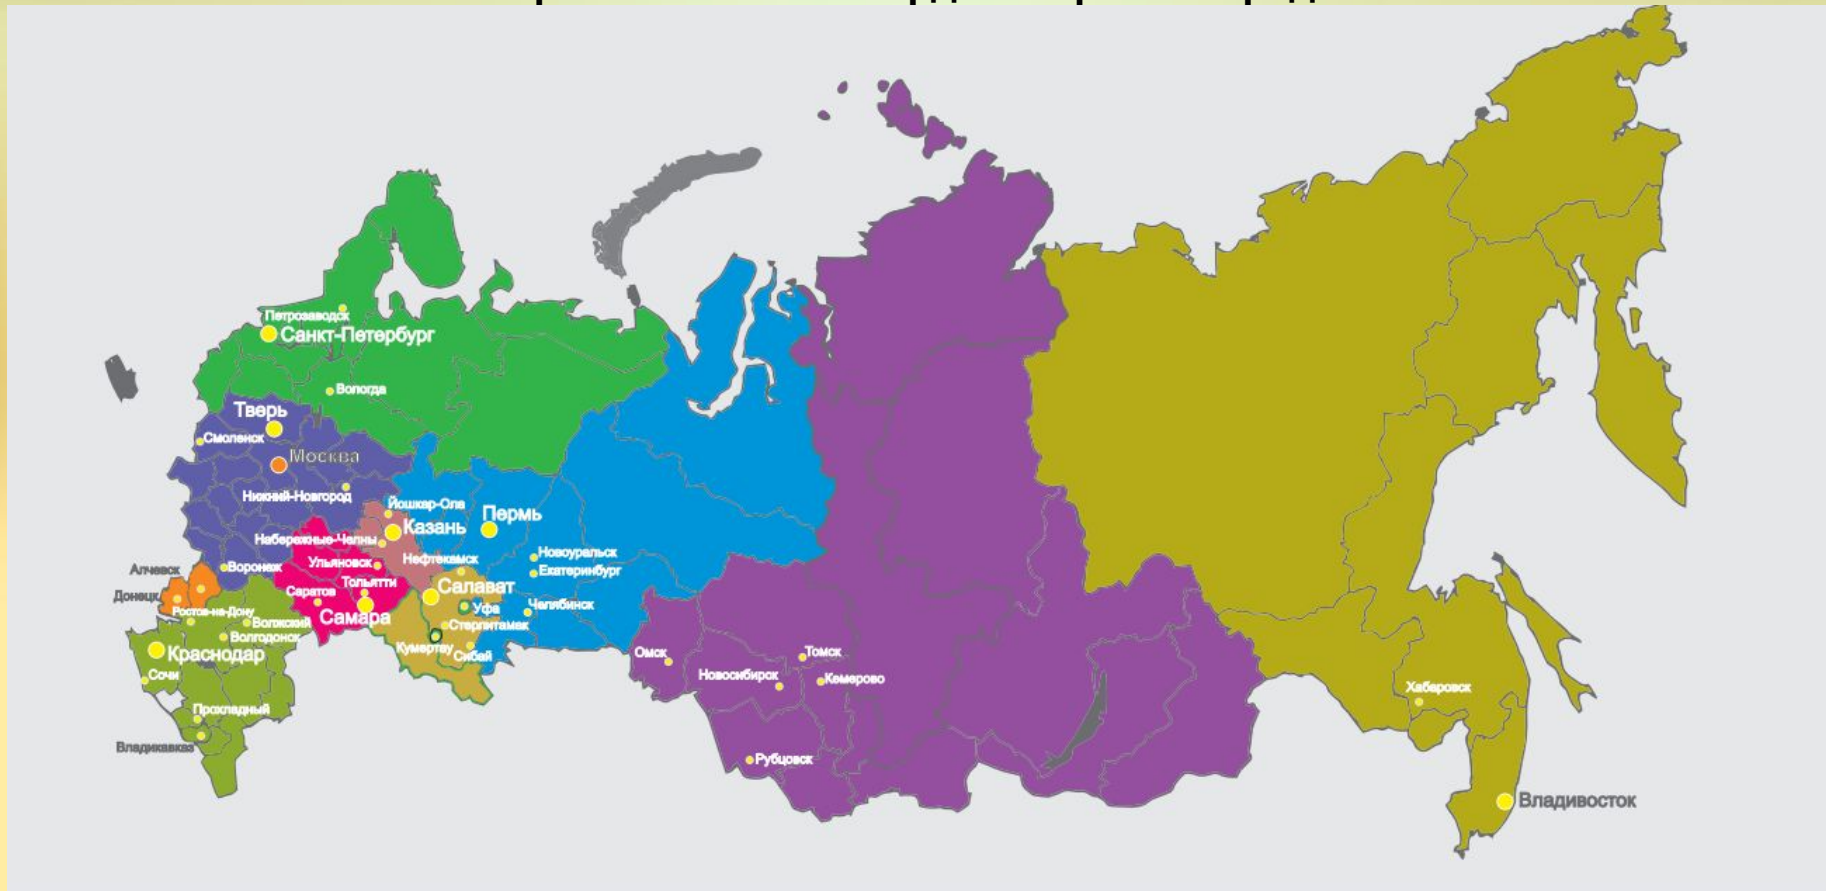 Петрозаводск
Санкт-Петербург
Вологда
Тверь
Смоленск
Москва
Нижний-Новгород
Йошкар-Ола
Казань
Пермь
Набережные-Челны
Нефтекамск
Новоуральск
Екатеринбург
Ульяновск
Воронеж
Алчевск
Донецк
Тольятти
Саратов
Самара
Салават
Уфа
Челябинск
Стерлитамак
Кумертау
Сибай
Ростов-на-Дону
Волжский
Волгодонск
Краснодар
Сочи
Прохладный
Владикавказ
Омск
Томск
Новосибирск
Кемерово
Рубцовск
Хабаровск
Владивосток